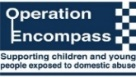 Operation
Encompass
Supporting children and young
people exposed to domestic abuse